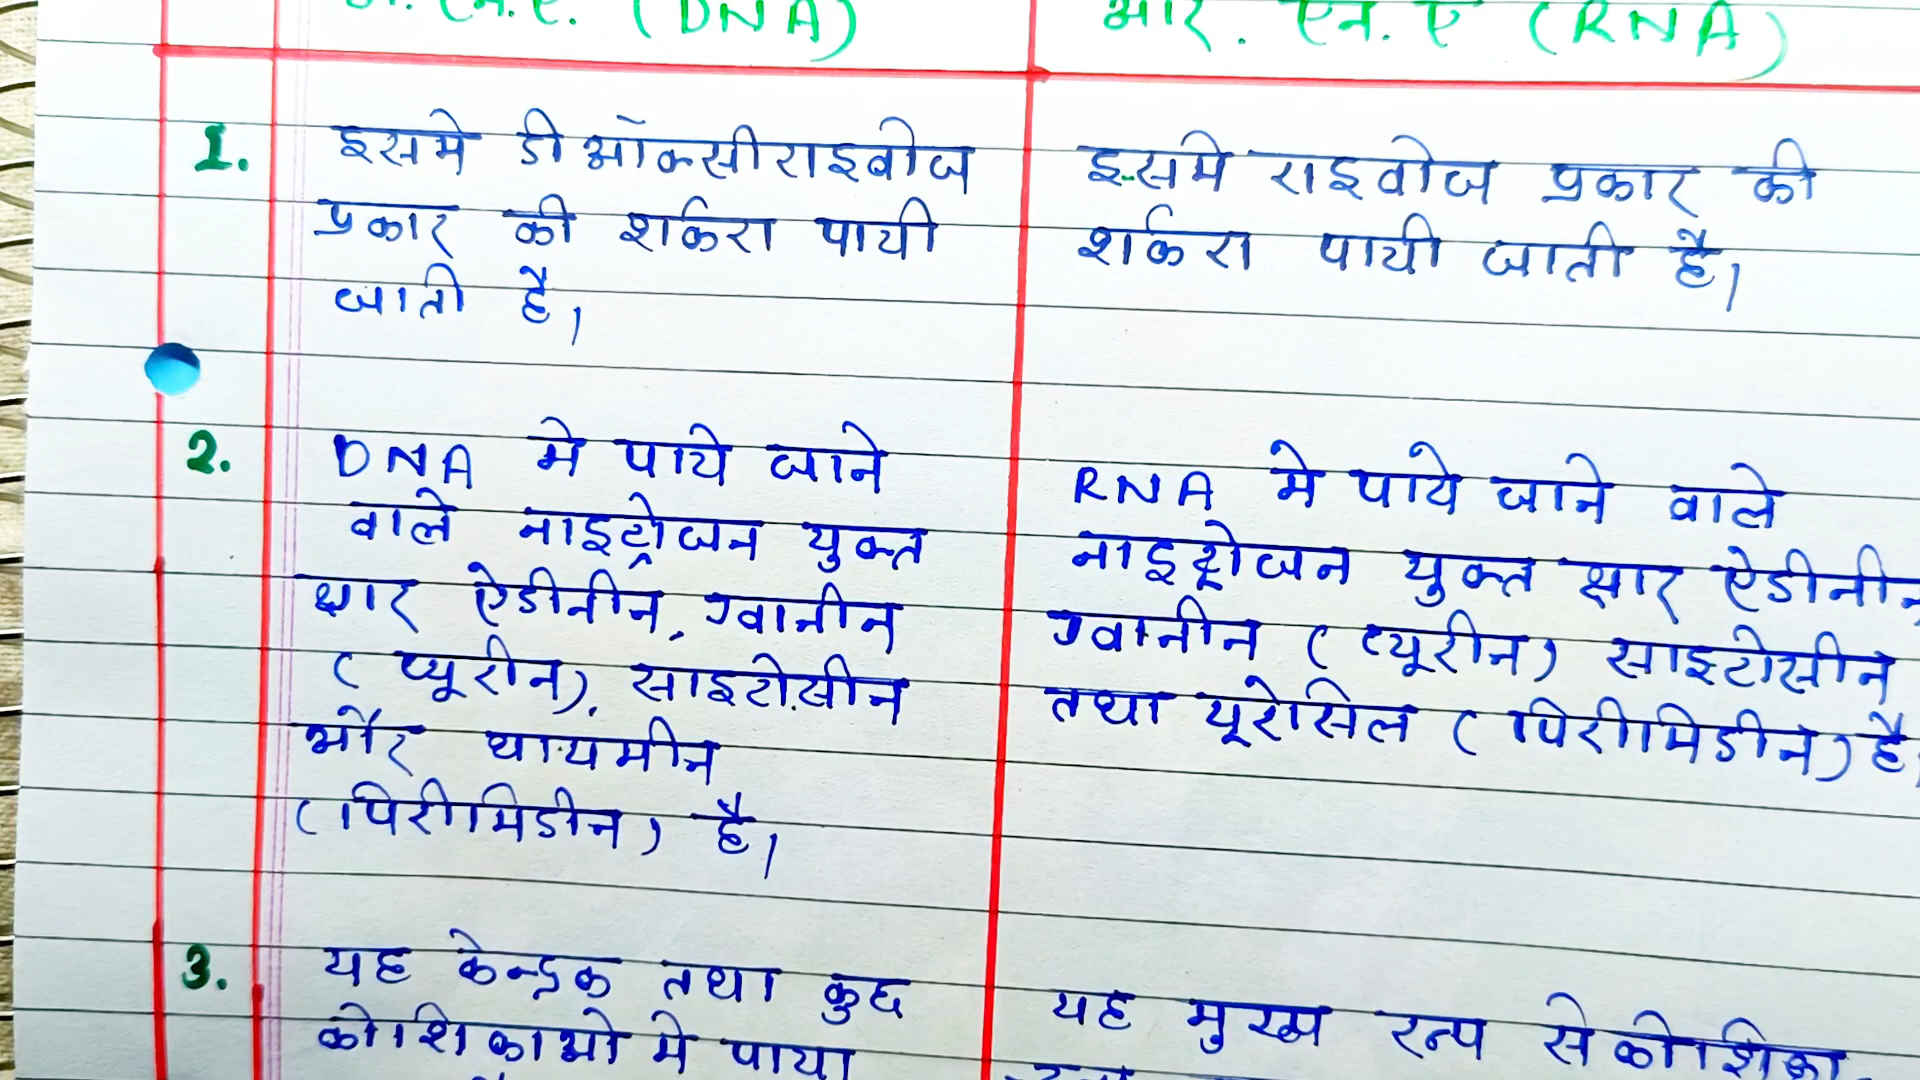 डी. एन. ए. (DNA)
आर. एन. ए (RNA)
1.
इसमे डीऑक्सीराइबोज
प्रकार की शर्करा पायी
जाती है।
इसमे राइवोज प्रकार की
शर्करा पायी जाती है।
2.
DNA मे पाये जाने
वाले नाइट्रोजन युक्त
क्षार ऐडीनीन, ग्वानीन
(प्यूरीन), साइटोसीन
और थायमीन
(पिरीमिडीन) है।
RNA मे पाये जाने वाले
नाइट्रोजन युक्त क्षार ऐडीनीन,
ग्वानीन (प्यूरीन) साइटोसीन
तथा यूरेसिल (पिरीमिडीन) है।
3.
यह केन्द्रक तथा कुछ
कोशिकाओ मे पाया
यह मुख्य रूप से कोशिका